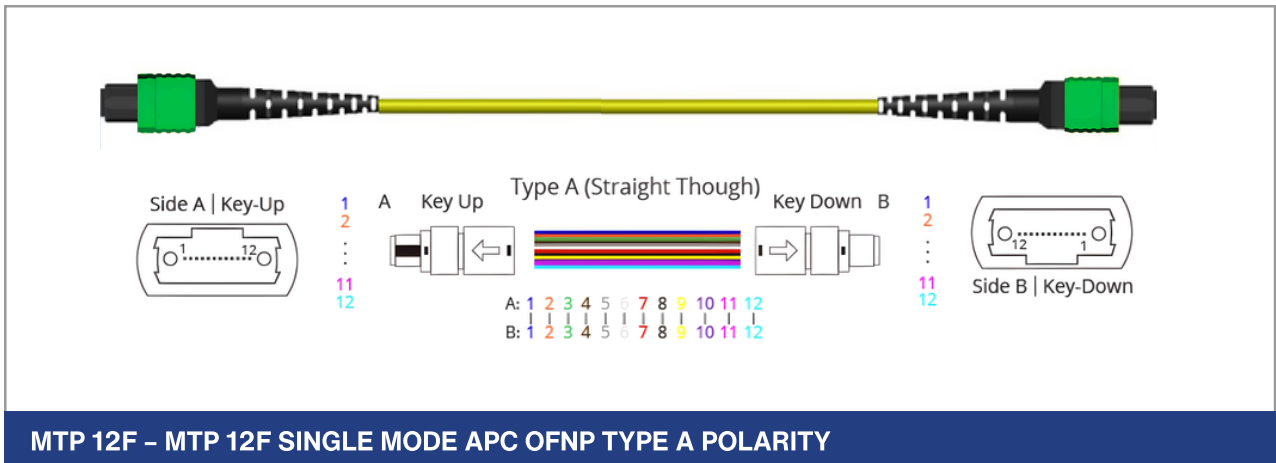 Type A (Straight Though)
Side A | Key-Up
1 12
1
2
11
12
A Key Up
Key Down B
1
2
11
12
12 1
Side B | Key-Down
A: 1 2 3 4 5 6 7 8 9 10 11 12
B: 1 2 3 4 5 6 7 8 9 10 11 12
MTP 12F – MTP 12F SINGLE MODE APC OFNP TYPE A POLARITY